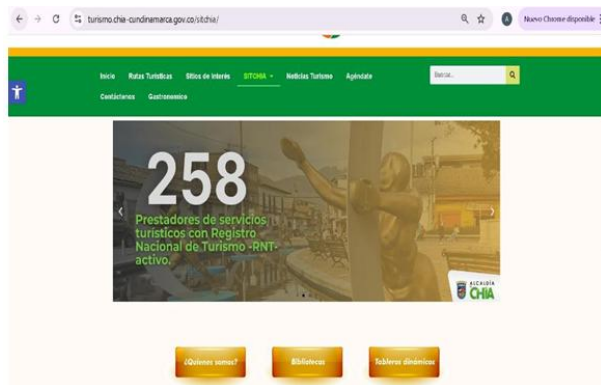 turismo.chia-cundinamarca.gov.co/sitchia/
A
Nuevo Chrome disponible
Inicio Rutas Turísticas Sitios de Interés SITCHIA Noticias Turismo Agéndate
Buscar...
Contáctenos Gastronomico
258
Prestadores de servicios
turísticos con Registro
Nacional de Turismo -RNT-
activo.
ALCALDÍA
CHÍA
¿Quienes somos? Bibliotecas Tableros dinámicos